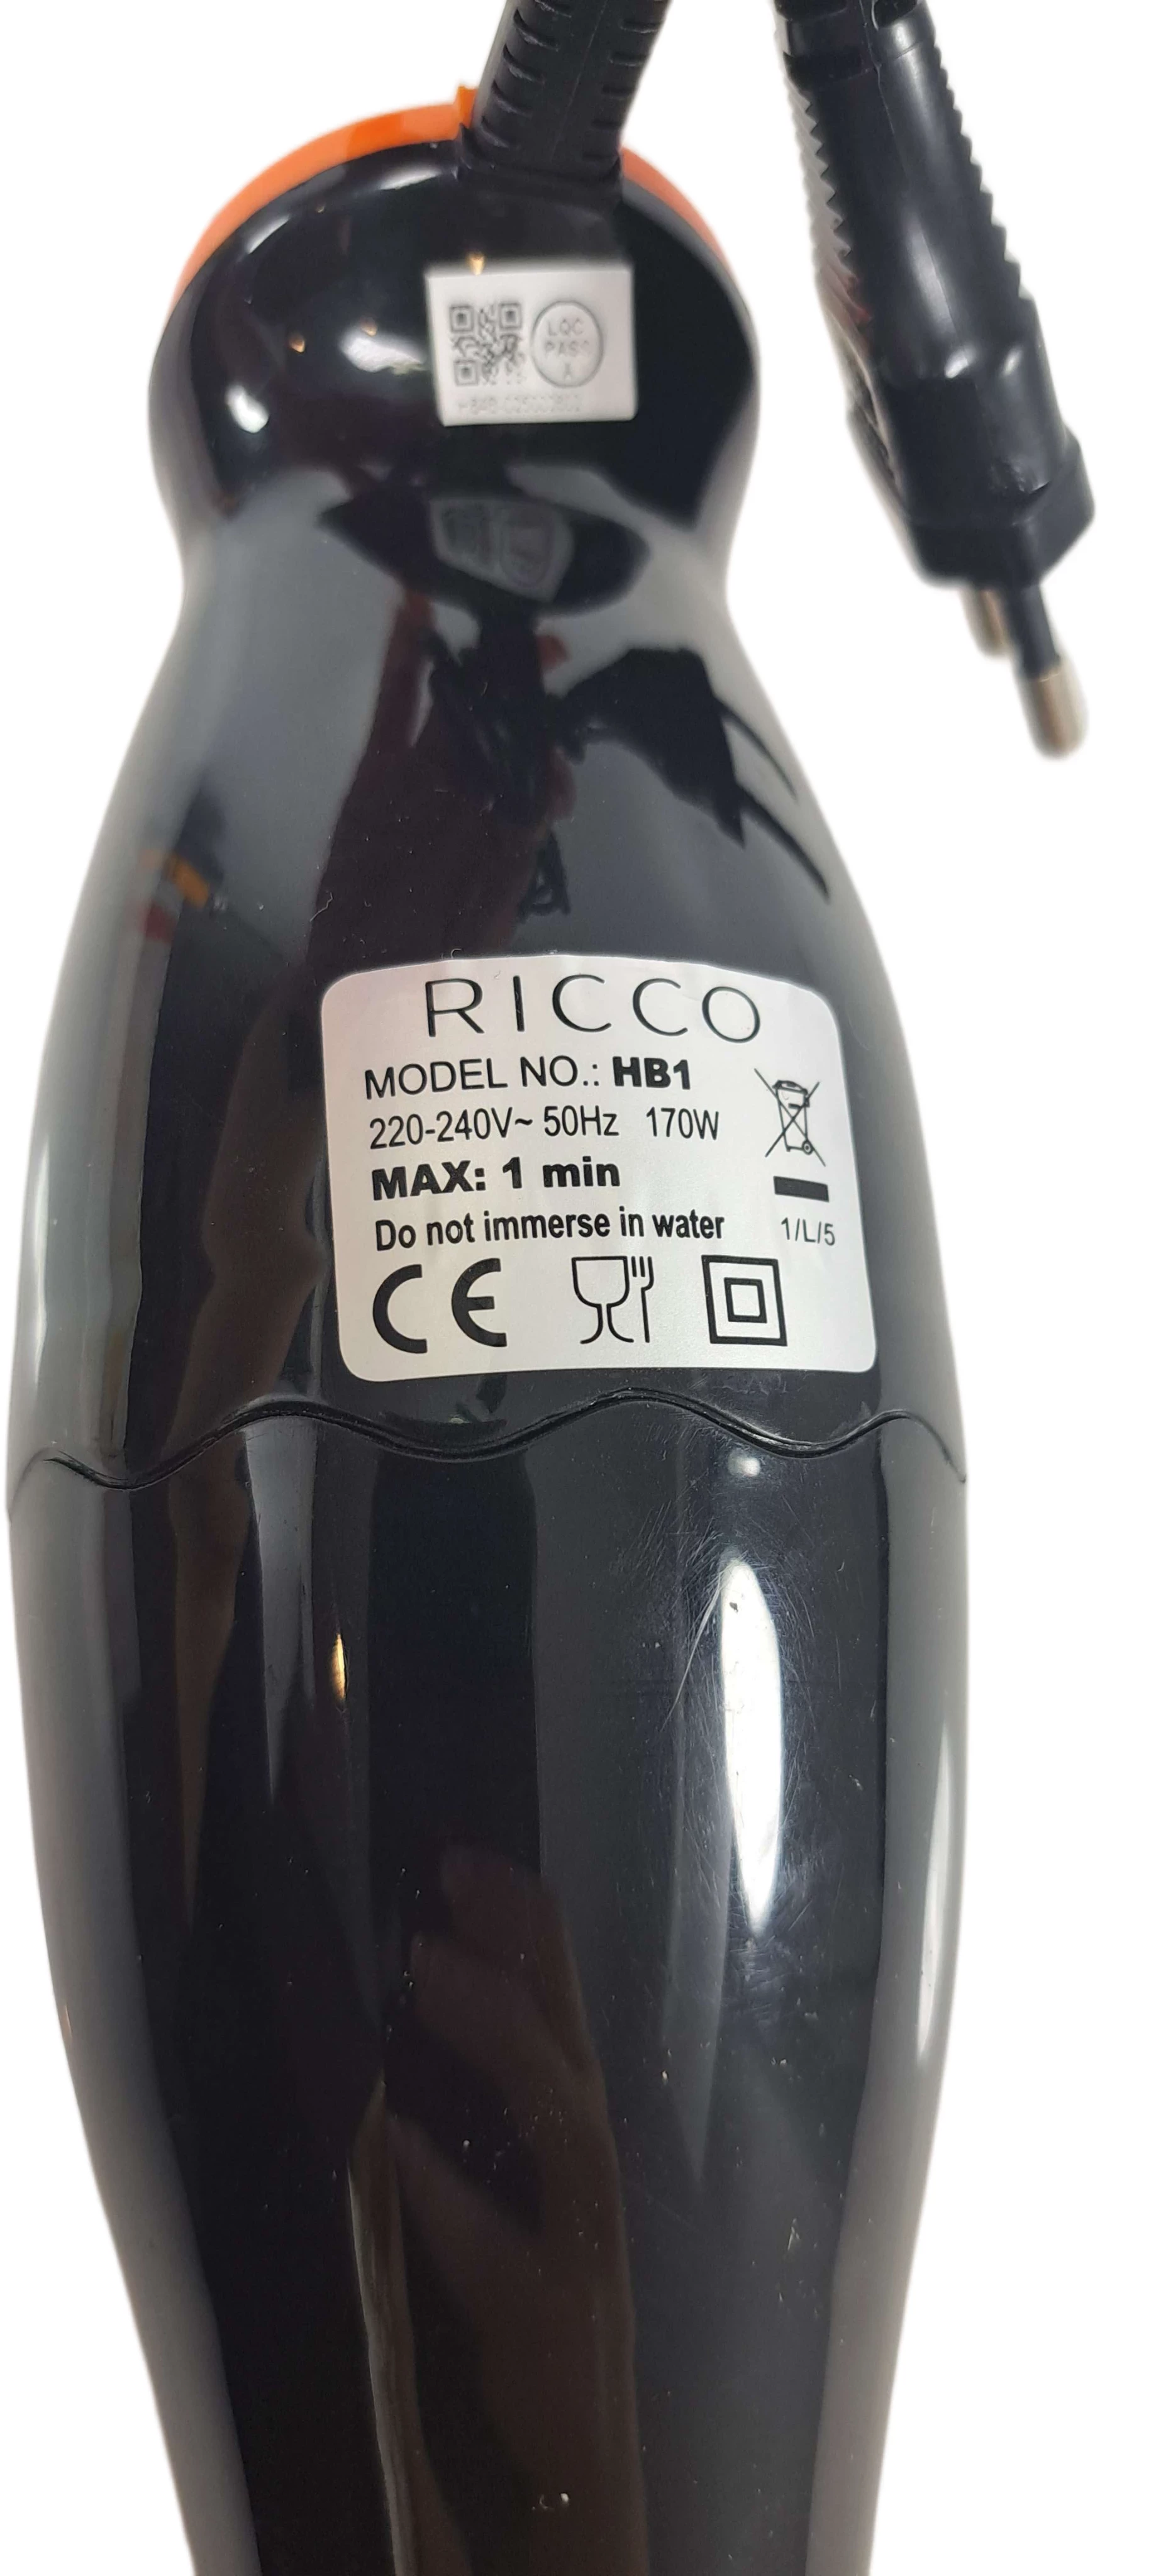 LQC
PASS
A
RICCO
MODEL NO.: HB1
220-240V~ 50Hz 170W
MAX: 1 min
Do not immerse in water
1/L/5
CE